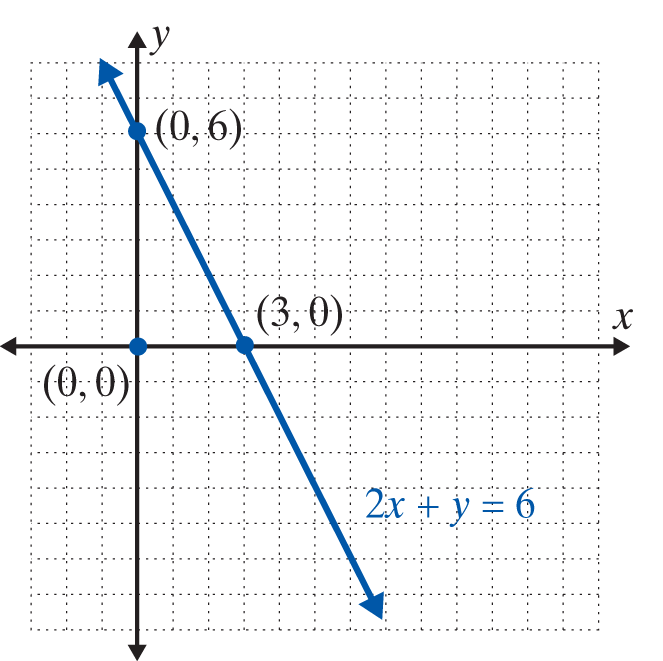 y
(0, 6)
(3, 0)
x
(0, 0)
2x + y = 6